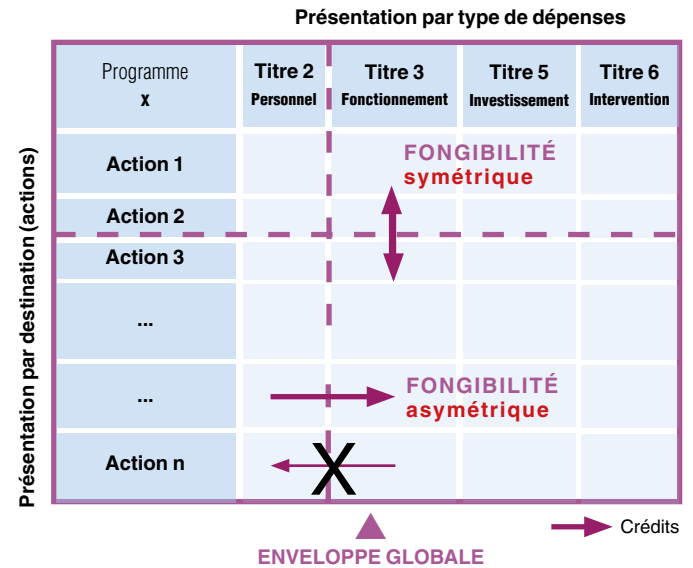 Présentation par type de dépenses
Présentation par destination (actions)
Programme
x
Titre 2
Personnel
Titre 3
Fonctionnement
Titre 5
Investissement
Titre 6
Intervention
Action 1
FONGIBILITÉ
symétrique
Action 2
Action 3
...
...
FONGIBILITÉ
asymétrique
Action n
X
Crédits
ENVELOPPE GLOBALE